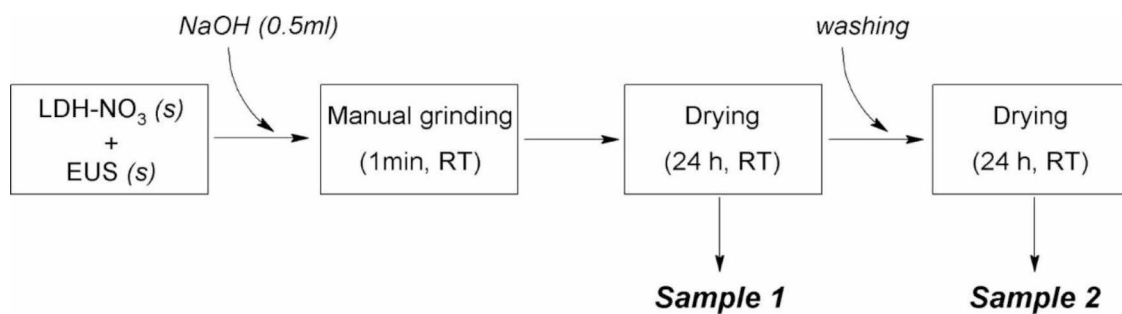 NaOH (0.5ml)
washing
LDH-NO₃ (s)
+
EUS (s)
Manual grinding
(1min, RT)
Drying
(24 h, RT)
Drying
(24 h, RT)
Sample 1
Sample 2